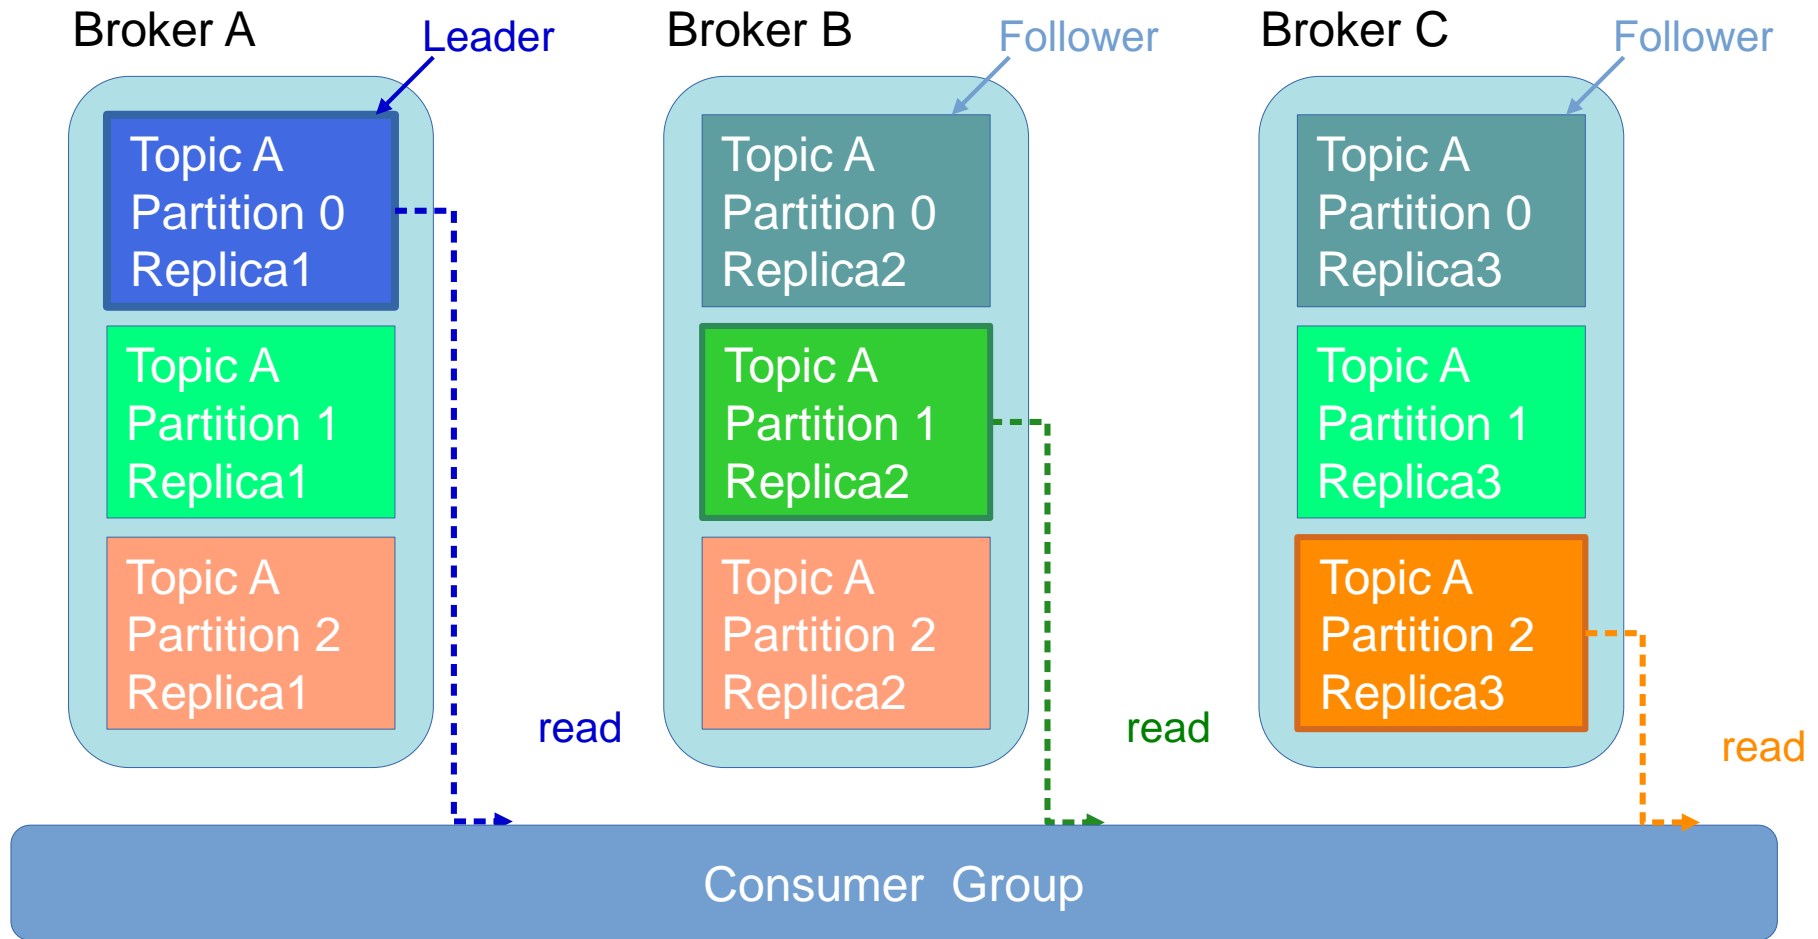 Broker A
Leader
Topic A
Partition 0
Replica1
Topic A
Partition 1
Replica1
Topic A
Partition 2
Replica1
read
Broker B
Follower
Topic A
Partition 0
Replica2
Topic A
Partition 1
Replica2
Topic A
Partition 2
Replica2
read
Broker C
Follower
Topic A
Partition 0
Replica3
Topic A
Partition 1
Replica3
Topic A
Partition 2
Replica3
read
Consumer Group